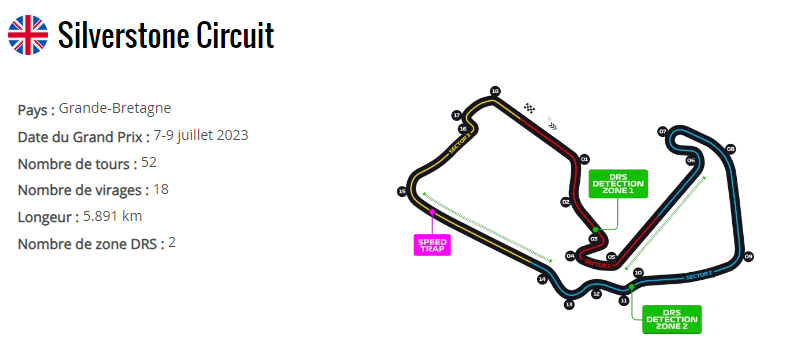 Silverstone Circuit
Pays : Grande-Bretagne
Date du Grand Prix : 7-9 juillet 2023
Nombre de tours : 52
Nombre de virages : 18
Longeur : 5.891 km
Nombre de zone DRS : 2
18
17
16
SECTOR 3
15
SPEED
TRAP
14
13
12
11
10
01
02
DRS
DETECTION
ZONE 1
03
04
05
SECTOR 1
06
07
08
09
SECTOR 2
DRS
DETECTION
ZONE 2